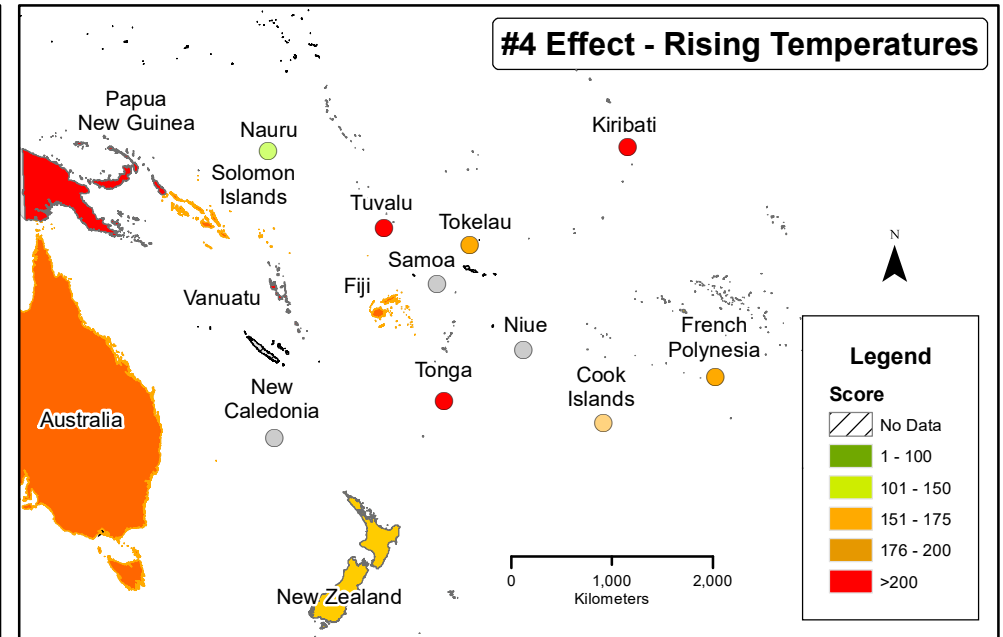 #4 Effect - Rising Temperatures
Papua
New Guinea
Nauru
Kiribati
Solomon
Islands
Tuvalu
Tokelau
Samoa
N
Vanuatu
Fiji
Niue
French
Polynesia
Tonga
Cook
Islands
New
Caledonia
Australia
New Zealand
0
1,000
2,000
Kilometers
Legend
Score
No Data
1 - 100
101 - 150
151 - 175
176 - 200
>200